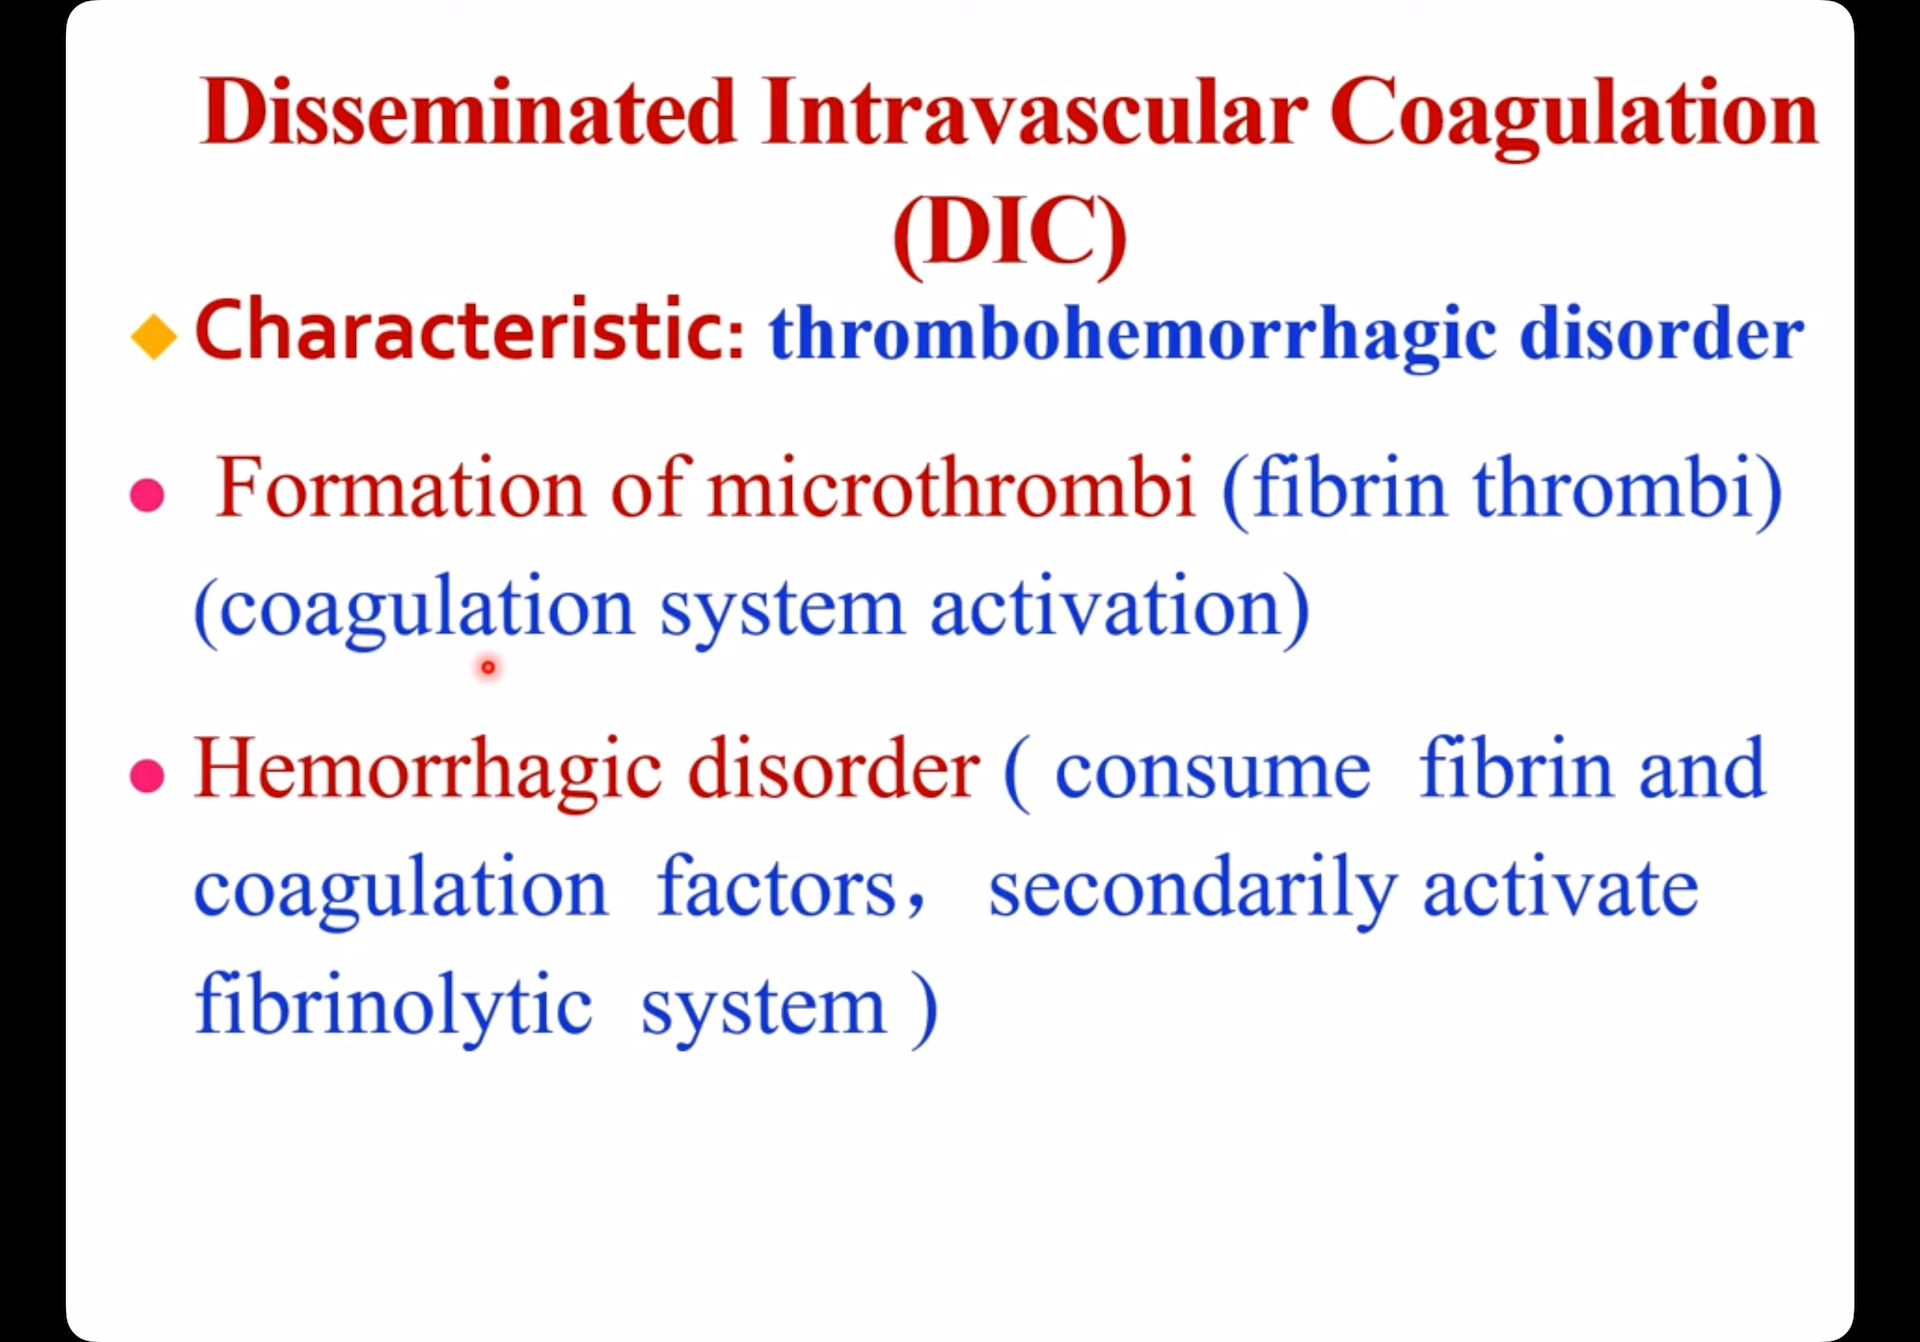 Disseminated Intravascular Coagulation
(DIC)
Characteristic: thrombohemorrhagic disorder
Formation of microthrombi (fibrin thrombi)
(coagulation system activation)
Hemorrhagic disorder ( consume fibrin and
coagulation factors， secondarily activate
fibrinolytic system )